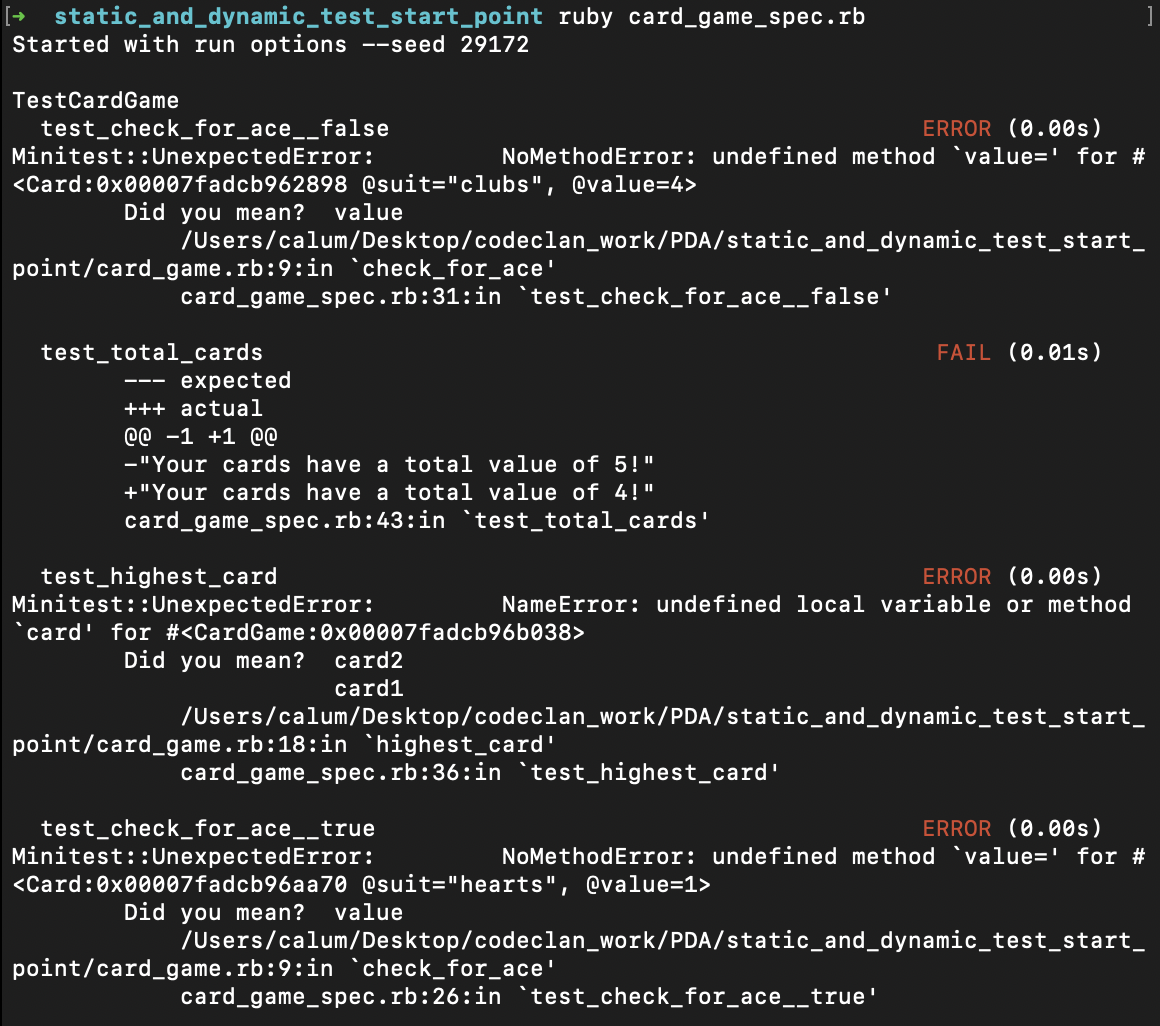 [➜  static_and_dynamic_test_start_point ruby card_game_spec.rb ]
Started with run options --seed 29172

TestCardGame
  test_check_for_ace__false                                      ERROR (0.00s)
Minitest::UnexpectedError:         NoMethodError: undefined method `value=' for #
<Card:0x00007fadcb962898 @suit="clubs", @value=4>
        Did you mean?  value
            /Users/calum/Desktop/codeclan_work/PDA/static_and_dynamic_test_start_
point/card_game.rb:9:in `check_for_ace'
            card_game_spec.rb:31:in `test_check_for_ace__false'

  test_total_cards                                                FAIL (0.01s)
        --- expected
        +++ actual
        @@ -1 +1 @@
        -"Your cards have a total value of 5!"
        +"Your cards have a total value of 4!"
        card_game_spec.rb:43:in `test_total_cards'

  test_highest_card                                              ERROR (0.00s)
Minitest::UnexpectedError:         NameError: undefined local variable or method
`card' for #<CardGame:0x00007fadcb96b038>
        Did you mean?  card2
                       card1
            /Users/calum/Desktop/codeclan_work/PDA/static_and_dynamic_test_start_
point/card_game.rb:18:in `highest_card'
            card_game_spec.rb:36:in `test_highest_card'

  test_check_for_ace__true                                       ERROR (0.00s)
Minitest::UnexpectedError:         NoMethodError: undefined method `value=' for #
<Card:0x00007fadcb96aa70 @suit="hearts", @value=1>
        Did you mean?  value
            /Users/calum/Desktop/codeclan_work/PDA/static_and_dynamic_test_start_
point/card_game.rb:9:in `check_for_ace'
            card_game_spec.rb:26:in `test_check_for_ace__true'